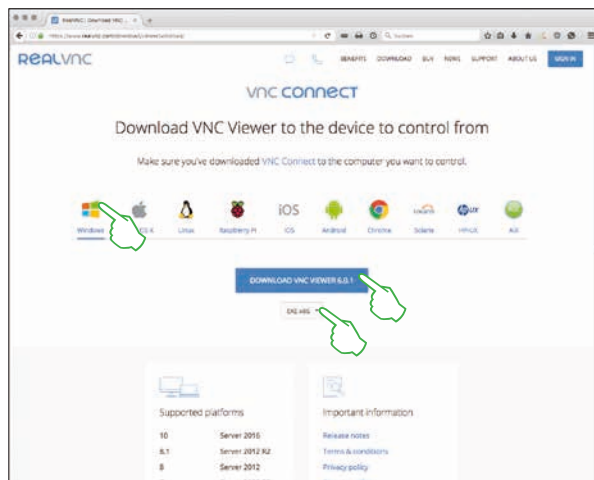 RealVNC | Download VNC ...
Suchen
REALVNC
BENEFITS DOWNLOAD BUY NEWS SUPPORT ABOUT US SIGN IN
VNC CONNECT
Download VNC Viewer to the device to control from
Make sure you've downloaded VNC Connect to the computer you want to control.
iOS
Windows OS X Linux Raspberry Pi iOS Android Chrome Solaris HP-UX AIX
DOWNLOAD VNC VIEWER 6.0.1
EXE x86
Supported platforms Important information
10 Server 2016 Release notes
8.1 Server 2012 R2 Terms & conditions
8 Server 2012 Privacy policy